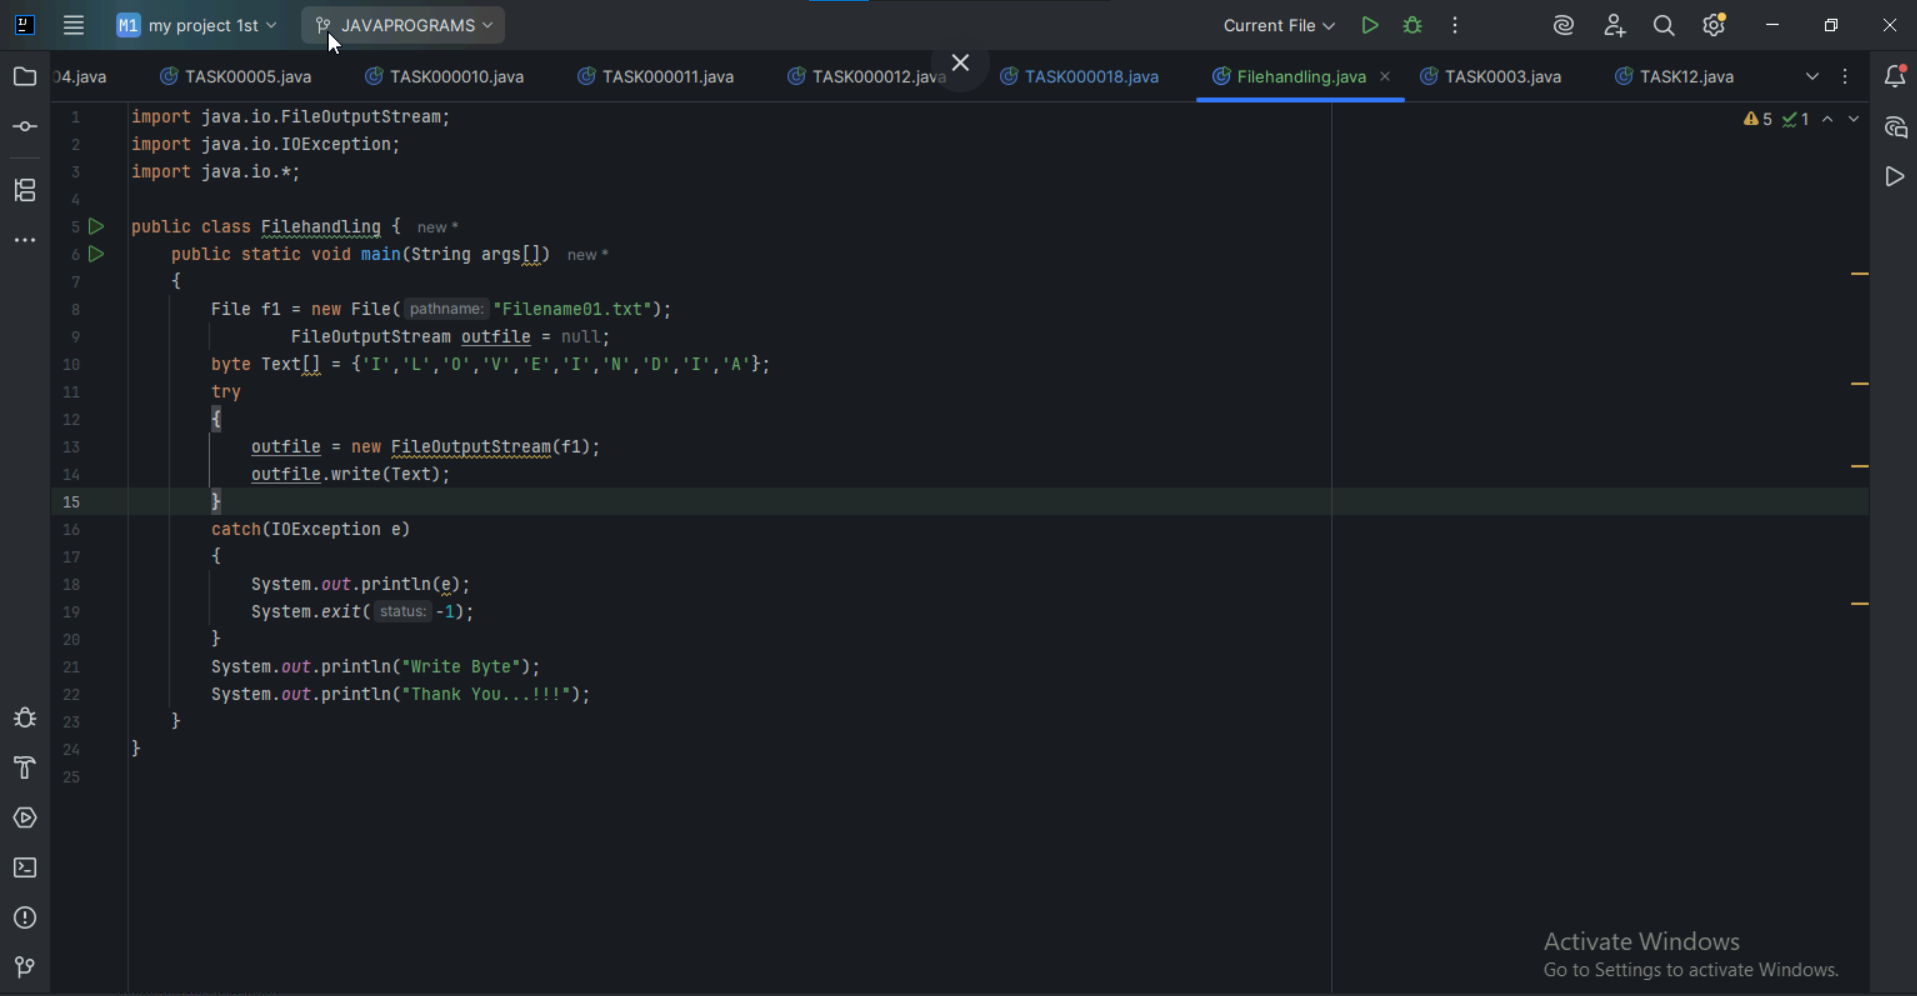 M1 my project 1st JAVAPROGRAMS Current File
04.java TASK00005.java TASK000010.java TASK000011.java TASK000012.java TASK000018.java Filehandling.java TASK0003.java TASK12.java
5 1
1 import java.io.FileOutputStream;
2 import java.io.IOException;
3 import java.io.*;
4
5 public class Filehandling { new *
6 public static void main(String args[]) new *
7 {
8 File f1 = new File( pathname: "Filename01.txt");
9 FileOutputStream outfile = null;
10 byte Text[] = {'I','L','O','V','E','I','N','D','I','A'};
11 try
12 {
13 outfile = new FileOutputStream(f1);
14 outfile.write(Text);
15 }
16 catch(IOException e)
17 {
18 System.out.println(e);
19 System.exit( status: -1);
20 }
21 System.out.println("Write Byte");
22 System.out.println("Thank You...!!!");
23 }
24 }
25
Activate Windows
Go to Settings to activate Windows.